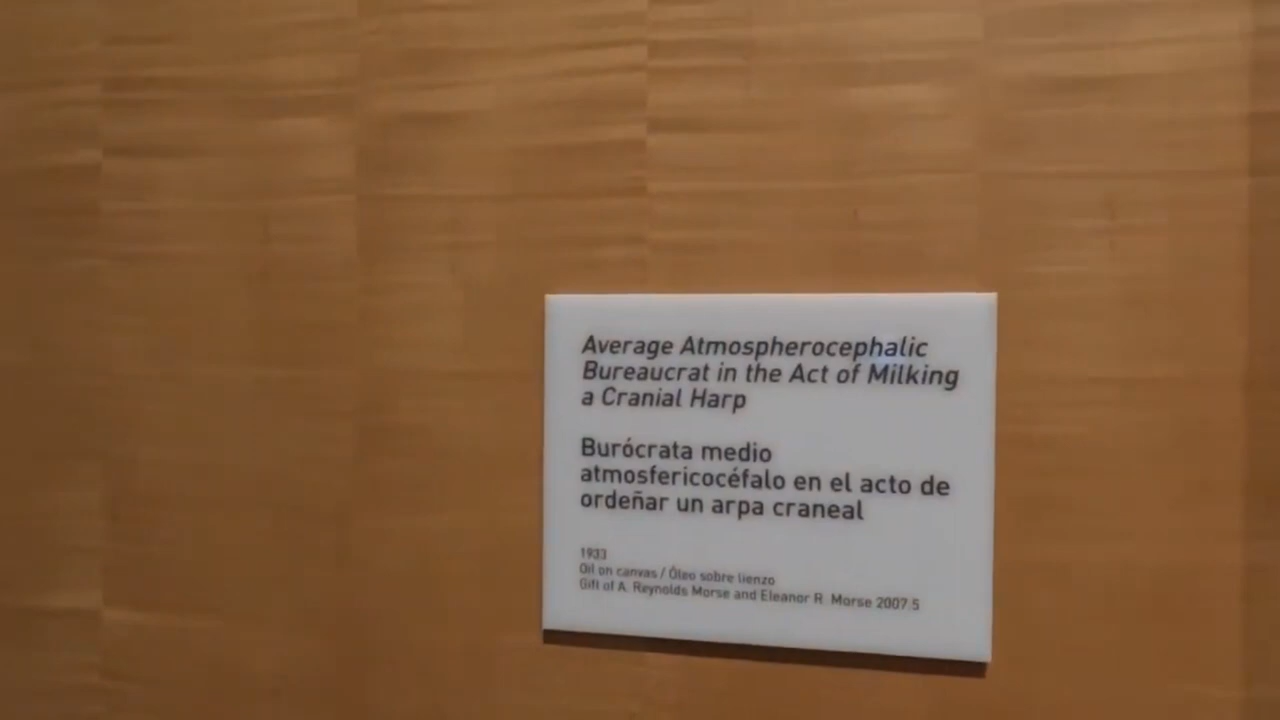 Average Atmospherocephalic
Bureaucrat in the Act of Milking
a Cranial Harp
Burócrata medio
atmosfericocéfalo en el acto de
ordeñar un arpa craneal
1933
Oil on canvas / Óleo sobre lienzo
Gift of A. Reynolds Morse and Eleanor R. Morse 2007.5